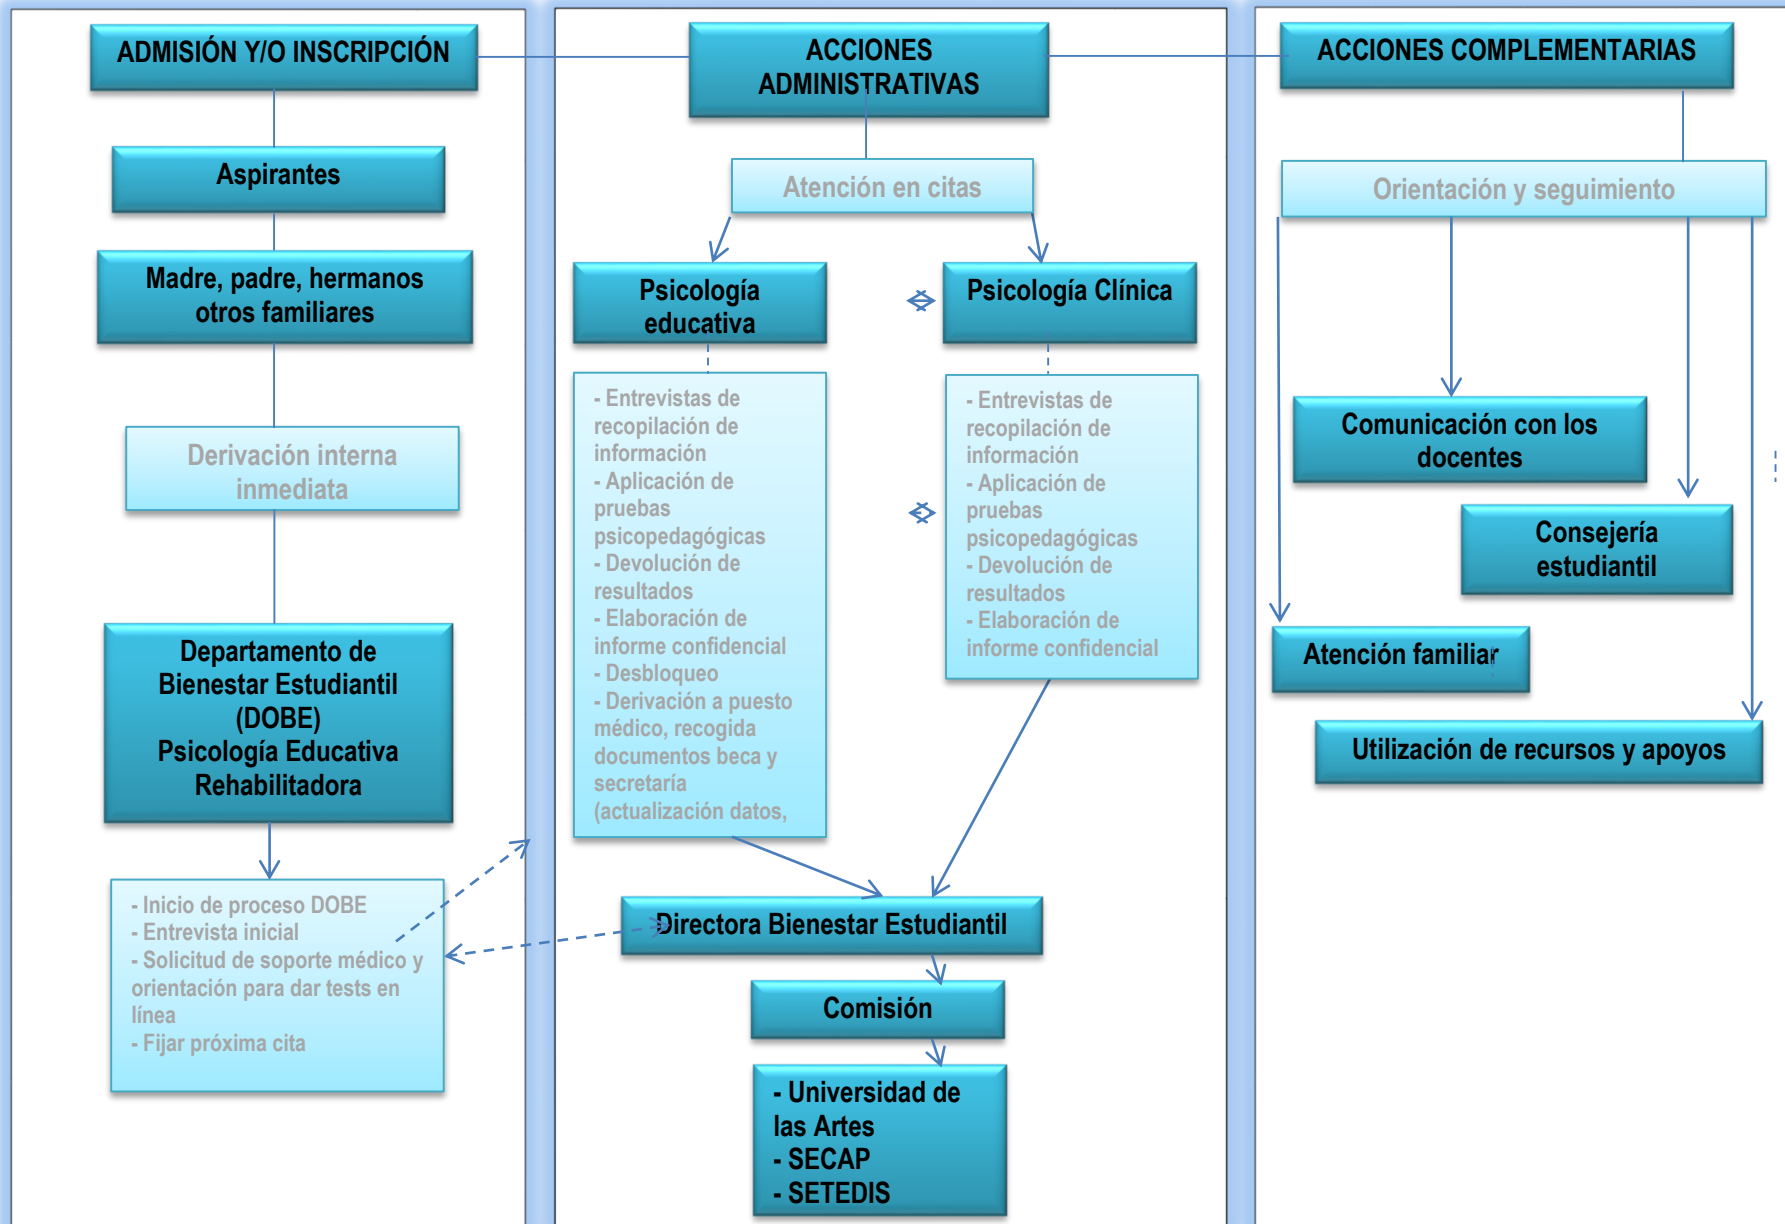 ADMISIÓN Y/O INSCRIPCIÓN
Aspirantes
Madre, padre, hermanos
otros familiares
Derivación interna
inmediata
Departamento de
Bienestar Estudiantil
(DOBE)
Psicología Educativa
Rehabilitadora
- Inicio de proceso DOBE
- Entrevista inicial
- Solicitud de soporte médico y
orientación para dar tests en
línea
- Fijar próxima cita
ACCIONES
ADMINISTRATIVAS
Atención en citas
Psicología
educativa
- Entrevistas de
recopilación de
información
- Aplicación de
pruebas
psicopedagógicas
- Devolución de
resultados
- Elaboración de
informe confidencial
- Desbloqueo
- Derivación a puesto
médico, recogida
documentos beca y
secretaría
(actualización datos,
Psicología Clínica
- Entrevistas de
recopilación de
información
- Aplicación de
pruebas
psicopedagógicas
- Devolución de
resultados
- Elaboración de
informe confidencial
Directora Bienestar Estudiantil
Comisión
- Universidad de
las Artes
- SECAP
- SETEDIS
ACCIONES COMPLEMENTARIAS
Orientación y seguimiento
Comunicación con los
docentes
Consejería
estudiantil
Atención familiar
Utilización de recursos y apoyos